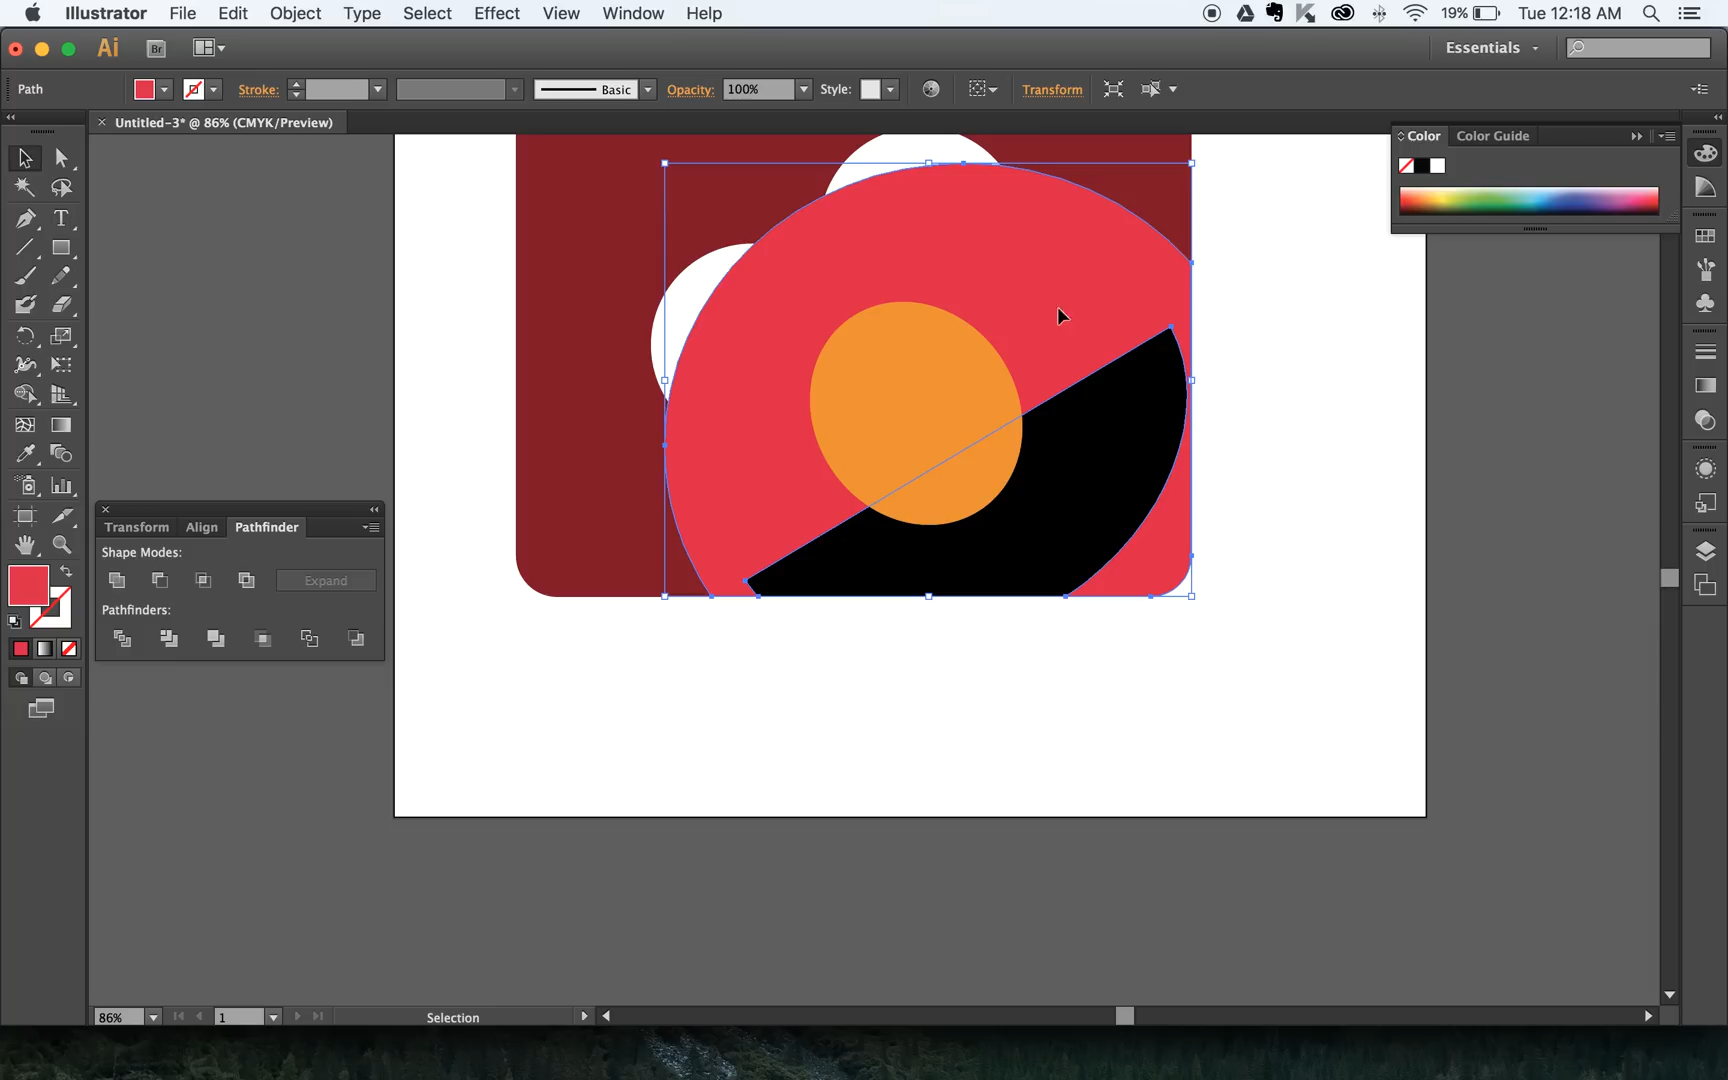 Illustrator File Edit Object Type Select Effect View Window Help 19% Tue 12:18 AM
Ai Br Essentials
Path Stroke: Basic Opacity: 100% Style: Transform
× Untitled-3* @ 86% (CMYK/Preview)
Color Color Guide
T
Transform Align Pathfinder
Shape Modes:
Expand
Pathfinders:
86% 1 Selection